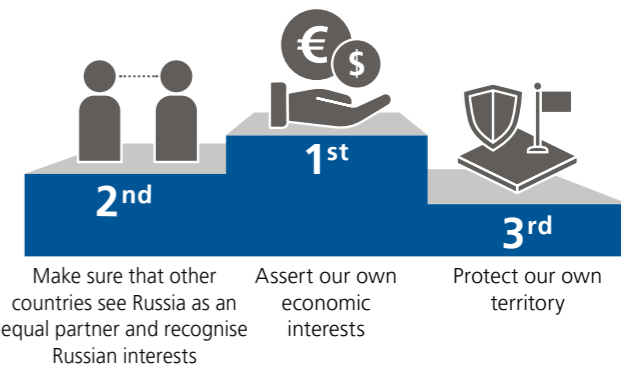 €
$
1st
2nd
3rd
Make sure that other
countries see Russia as an
equal partner and recognise
Russian interests
Assert our own
economic
interests
Protect our own
territory